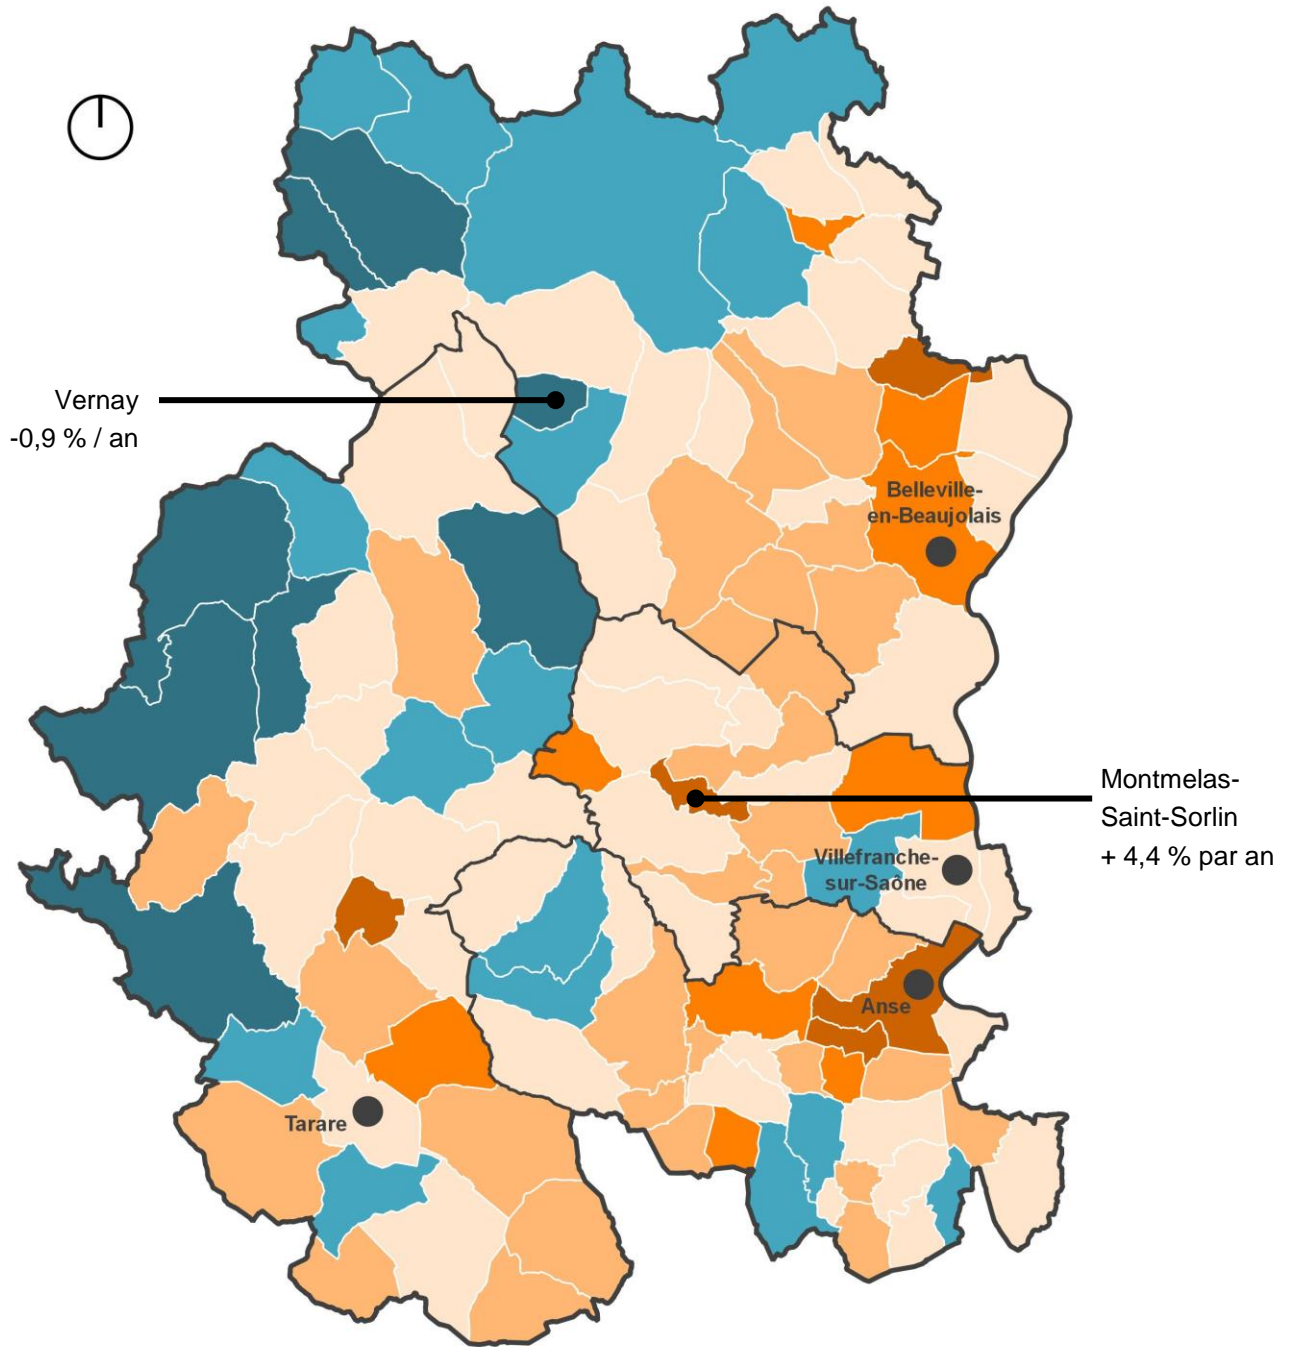 Vernay
-0,9 % / an
Belleville-
en-Beaujolais
Montmelas-
Saint-Sorlin
+ 4,4 % par an
Villefranche-
sur-Saône
Anse
Tarare